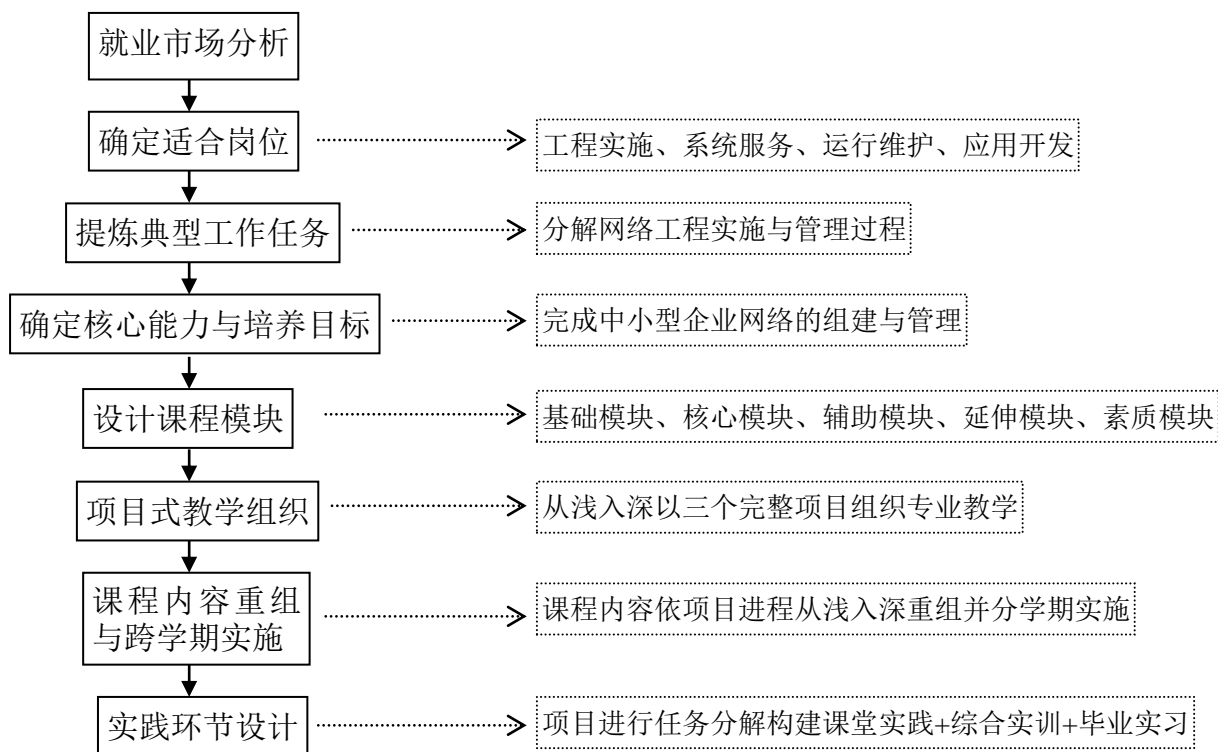 就业市场分析
确定适合岗位
工程实施、系统服务、运行维护、应用开发
提炼典型工作任务
分解网络工程实施与管理过程
确定核心能力与培养目标
完成中小型企业网络的组建与管理
设计课程模块
基础模块、核心模块、辅助模块、延伸模块、素质模块
项目式教学组织
从浅入深以三个完整项目组织专业教学
课程内容重组
与跨学期实施
课程内容依项目进程从浅入深重组并分学期实施
实践环节设计
项目进行任务分解构建课堂实践+综合实训+毕业实习